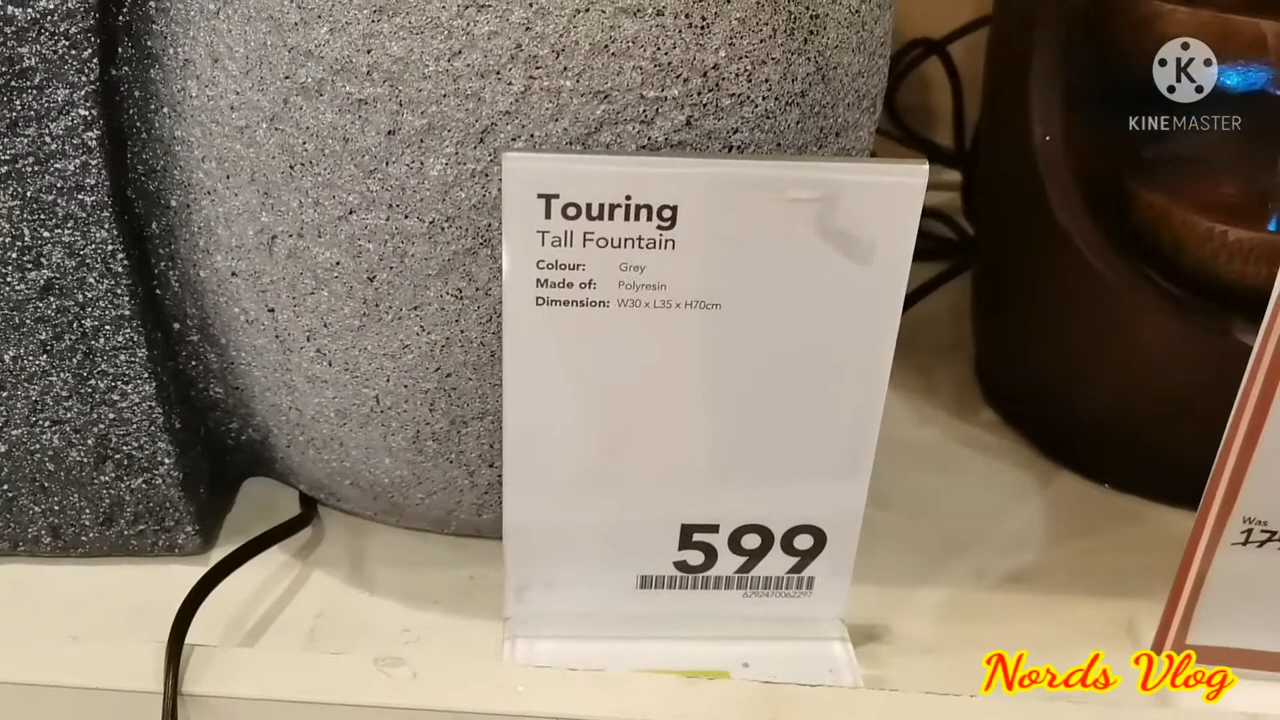 K
KINEMASTER
Touring
Tall Fountain
Colour: Grey
Made of: Polyresin
Dimension: W30 x L35 x H70cm
599
6292470062297
Was
Nords Vlog